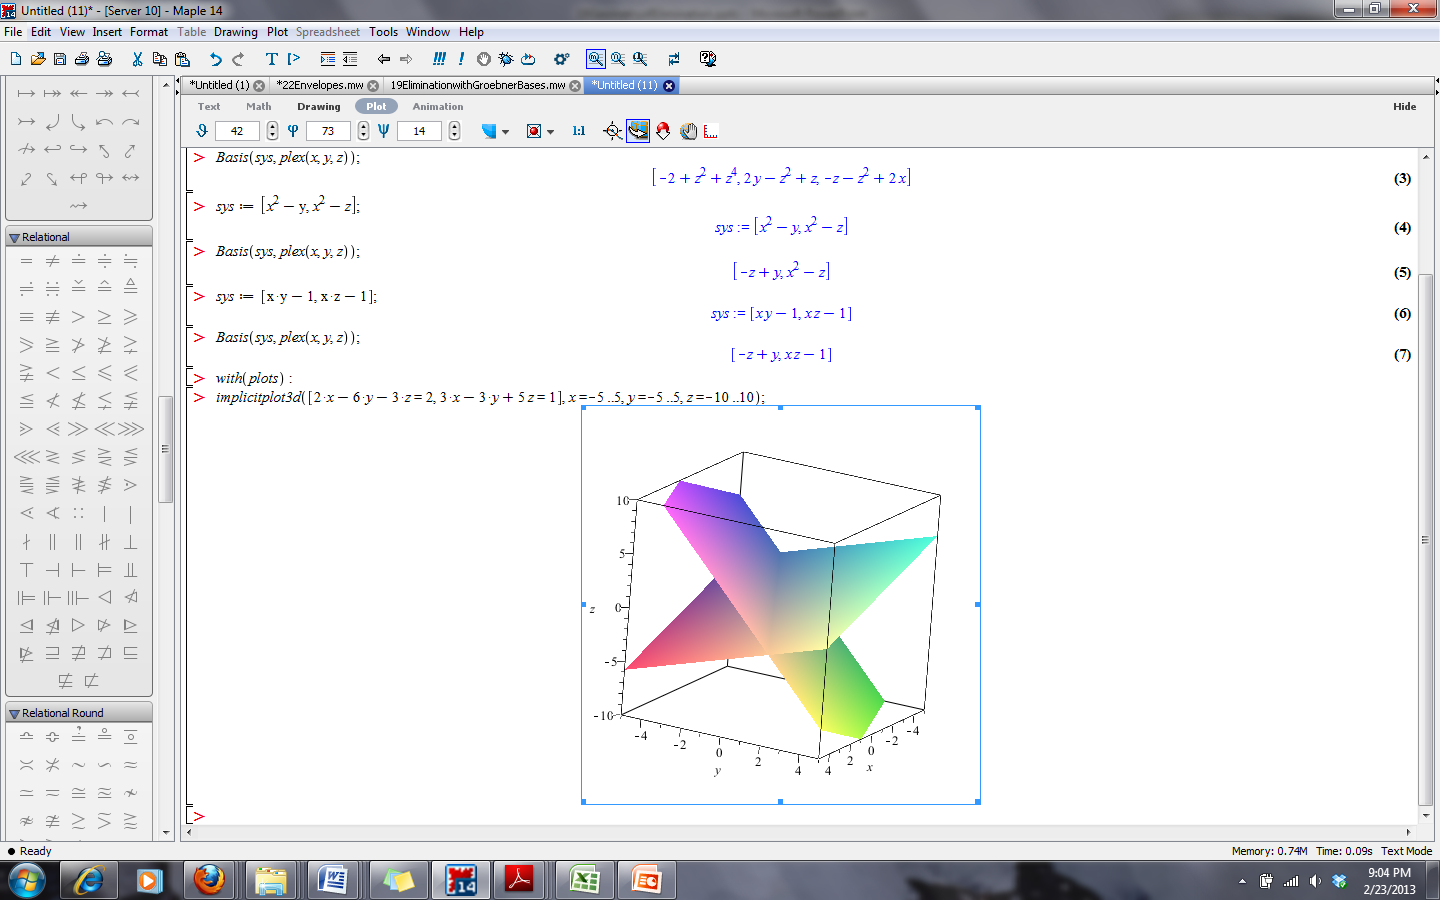 Untitled (11)* - [Server 10] - Maple 14
File Edit View Insert Format Table Drawing Plot Spreadsheet Tools Window Help
*Untitled (1) *22Envelopes.mw 19EliminationwithGroebnerBases.mw *Untitled (11)
Text Math Drawing Plot Animation Hide
ϑ 42 φ 73 ψ 14 1:1
> Basis(sys, plex(x, y, z));
[-2 + z² + z⁴, 2 y − z² + z, -z − z² + 2 x] (3)
> sys := [x² − y, x² − z];
sys := [x² − y, x² − z] (4)
> Basis(sys, plex(x, y, z));
[-z + y, x² − z] (5)
> sys := [x·y − 1, x·z − 1];
sys := [x y − 1, x z − 1] (6)
> Basis(sys, plex(x, y, z));
[-z + y, x z − 1] (7)
> with(plots) :
> implicitplot3d([2·x − 6·y − 3·z = 2, 3·x − 3·y + 5 z = 1], x = −5 ..5, y = −5 ..5, z = −10 ..10);
10
5
z 0
-5
-10
-4 -2 0 2 4
y
4 2 0 -2 -4
x
>
Relational
Relational Round
Ready
Memory: 0.74M Time: 0.09s Text Mode
9:04 PM
2/23/2013